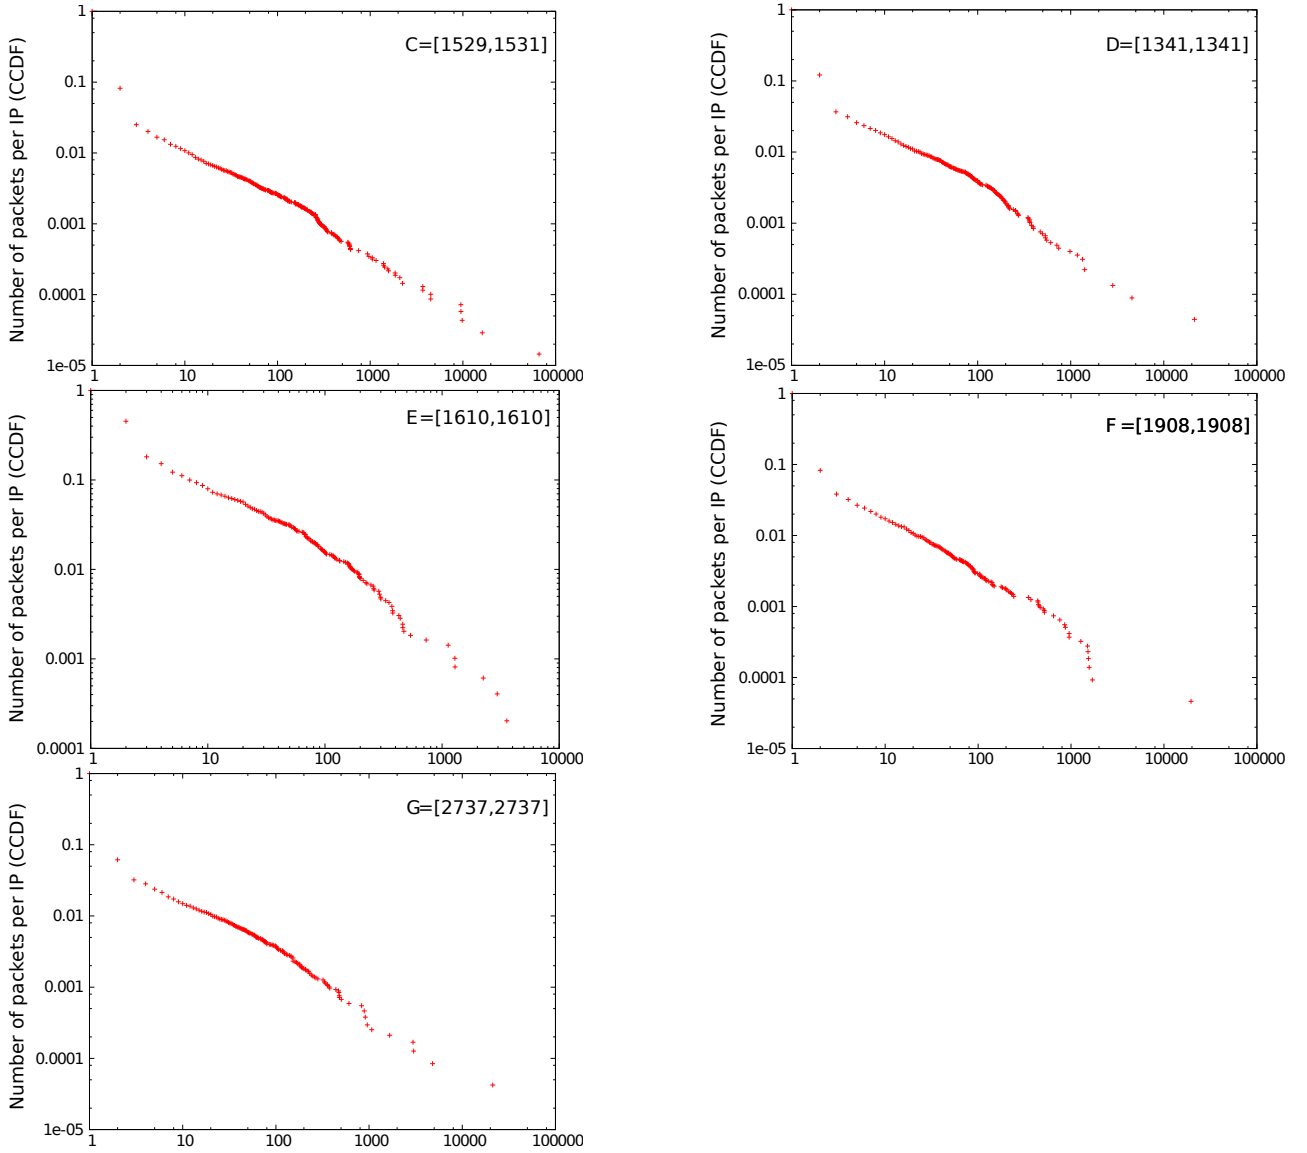 Number of packets per IP (CCDF)
C=[1529,1531]
1
0.1
0.01
0.001
0.0001
1e-05
1 10 100 1000 10000 100000
Number of packets per IP (CCDF)
D=[1341,1341]
1
0.1
0.01
0.001
0.0001
1e-05
1 10 100 1000 10000 100000
Number of packets per IP (CCDF)
E=[1610,1610]
1
0.1
0.01
0.001
0.0001
1 10 100 1000 10000
Number of packets per IP (CCDF)
F =[1908,1908]
1
0.1
0.01
0.001
0.0001
1e-05
1 10 100 1000 10000 100000
Number of packets per IP (CCDF)
G=[2737,2737]
1
0.1
0.01
0.001
0.0001
1e-05
1 10 100 1000 10000 100000